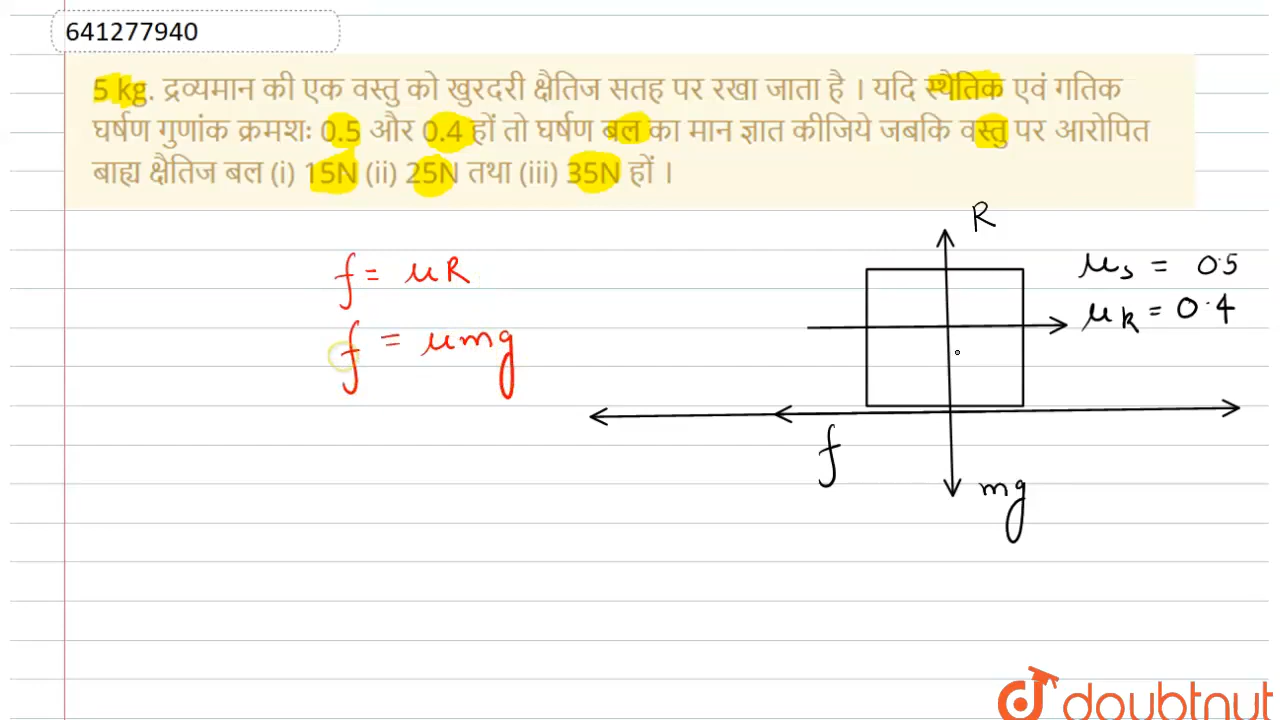 641277940
5 kg. द्रव्यमान की एक वस्तु को खुरदरी क्षैतिज सतह पर रखा जाता है । यदि स्थैतिक एवं गतिक
घर्षण गुणांक क्रमशः 0.5 और 0.4 हों तो घर्षण बल का मान ज्ञात कीजिये जबकि वस्तु पर आरोपित
बाह्य क्षैतिज बल (i) 15N (ii) 25N तथा (iii) 35N हों ।
R
f = μR
μs = 0.5
μk = 0.4
f = μmg
f
mg
doubtnut